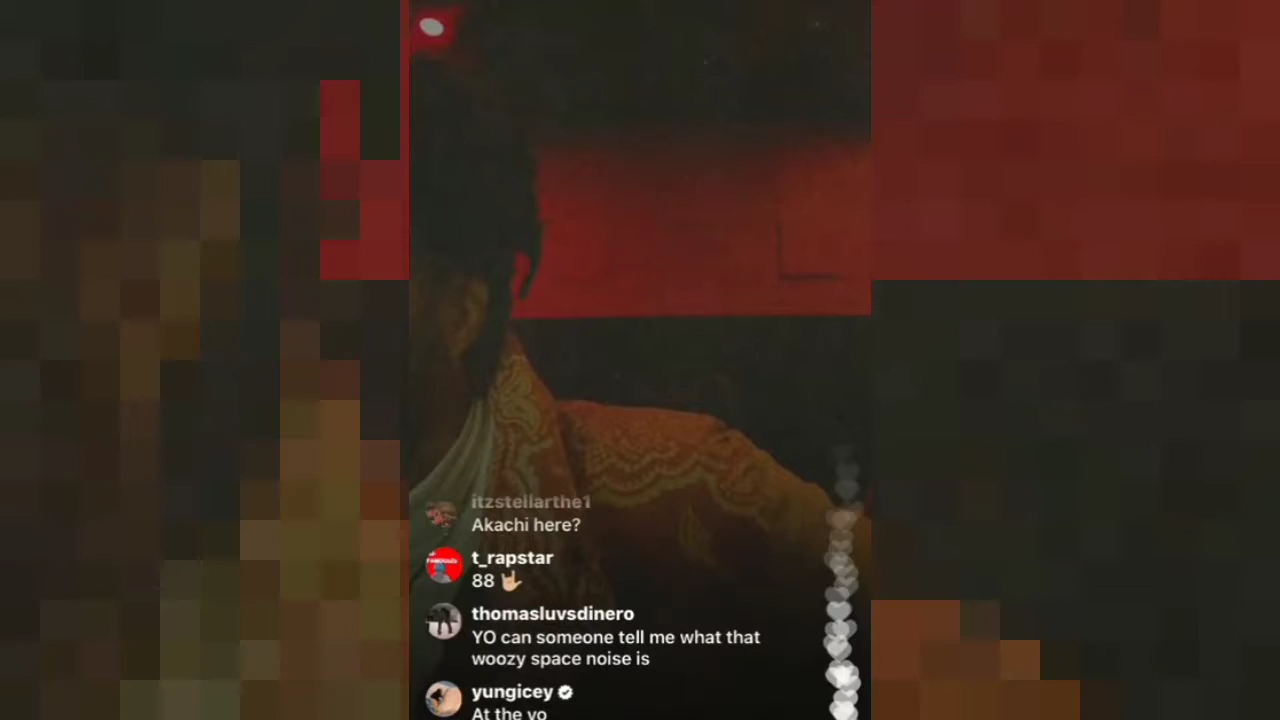 itzstellarthe1
Akachi here?
t_rapstar
88 🤟🏼
thomasluvsdinero
YO can someone tell me what that
woozy space noise is
yungicey
At the yo